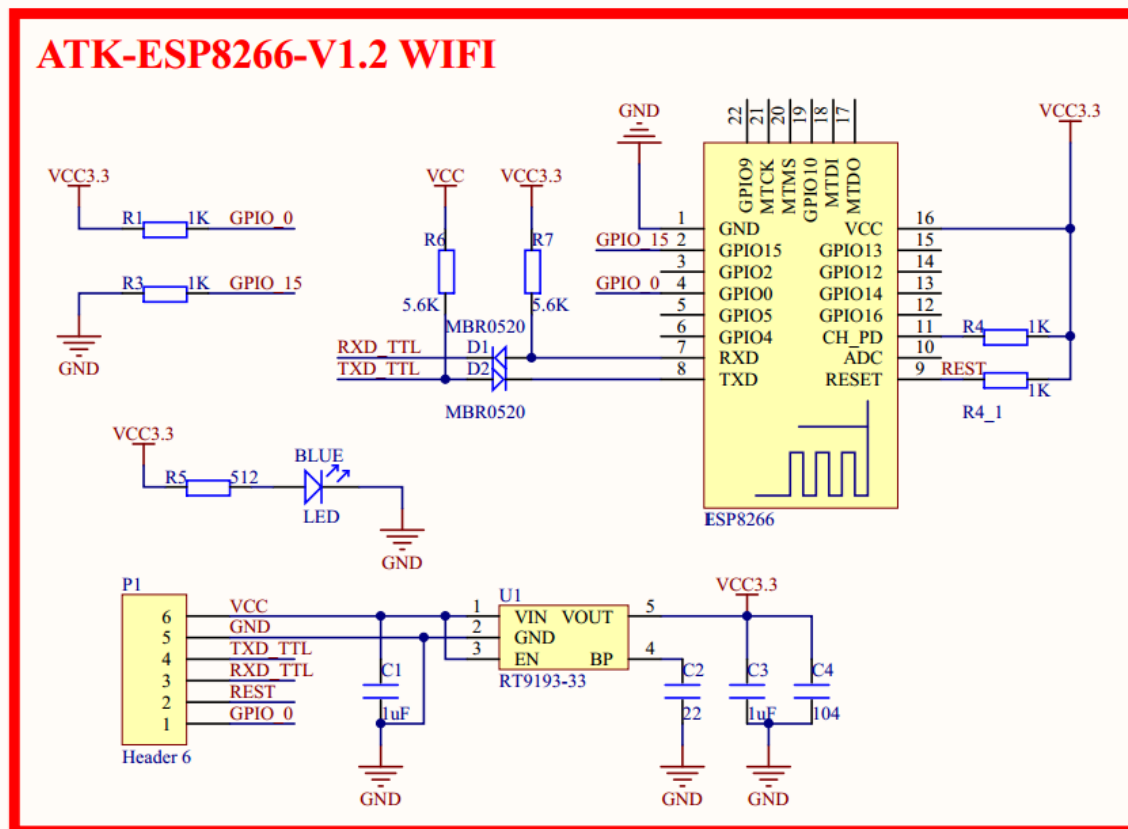 ATK-ESP8266-V1.2 WIFI
VCC3.3
R1 1K GPIO_0
R3 1K GPIO_15
GND
VCC
VCC3.3
R6
R7
5.6K
5.6K
MBR0520
RXD_TTL D1
TXD_TTL D2
MBR0520
GND
VCC3.3
22
21
20
19
18
17
GPIO9
MTCK
MTMS
GPIO10
MTDI
MTDO
1 GND VCC 16
GPIO_15 2 GPIO15 GPIO13 15
3 GPIO2 GPIO12 14
GPIO_0 4 GPIO0 GPIO14 13
5 GPIO5 GPIO16 12
6 GPIO4 CH_PD 11 R4 1K
7 RXD ADC 10
8 TXD RESET 9 REST
1K
R4_1
ESP8266
VCC3.3
R5 512
BLUE
LED
GND
P1
6 VCC
5 GND
4 TXD_TTL
3 RXD_TTL
2 REST
1 GPIO_0
Header 6
C1
1uF
GND
U1
1 VIN VOUT 5
2 GND
3 EN BP 4
RT9193-33
VCC3.3
C2
22
GND
C3
1uF
C4
104
GND